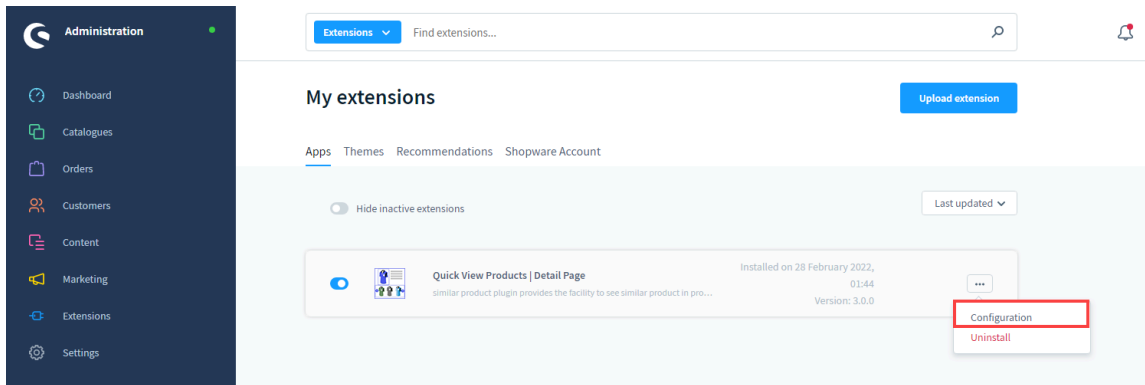 Administration
Dashboard
Catalogues
Orders
Customers
Content
Marketing
Extensions
Settings
Extensions
Find extensions...
My extensions
Upload extension
Apps Themes Recommendations Shopware Account
Hide inactive extensions
Last updated
Quick View Products | Detail Page
similar product plugin provides the facility to see similar product in pro...
Installed on 28 February 2022,
01:44
Version: 3.0.0
Configuration
Uninstall